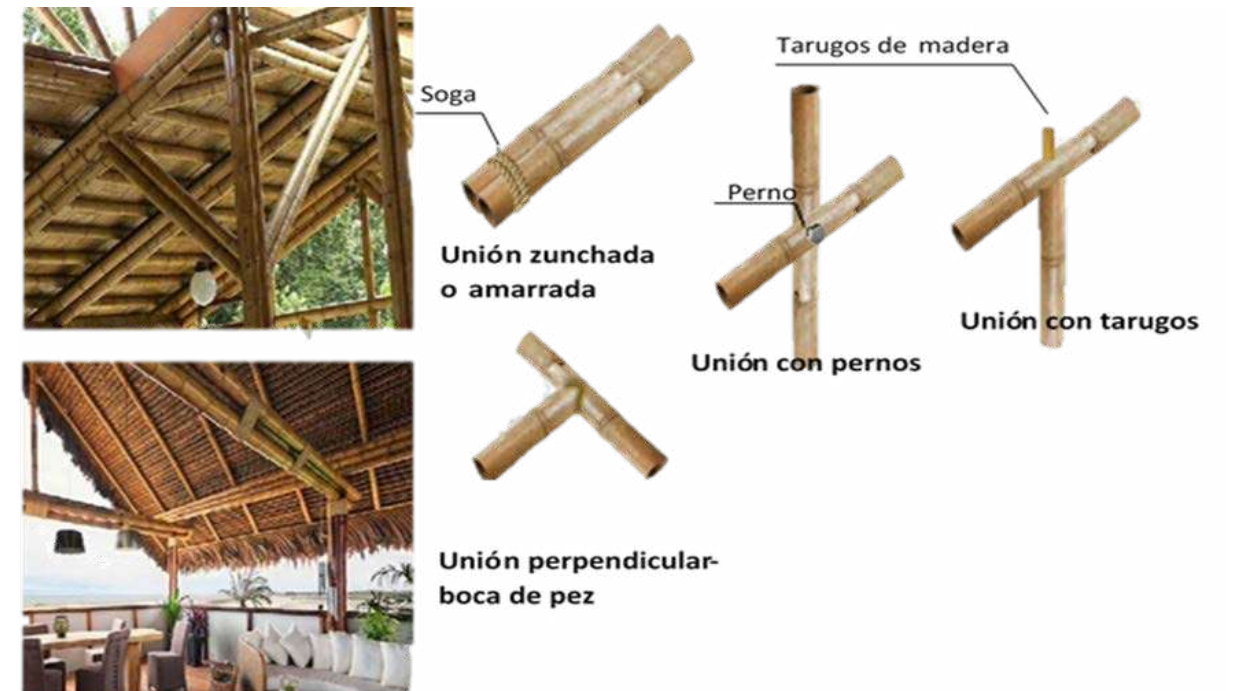 Soga
Unión zunchada
o amarrada
Perno
Unión con pernos
Tarugos de madera
Unión con tarugos
Unión perpendicular-
boca de pez